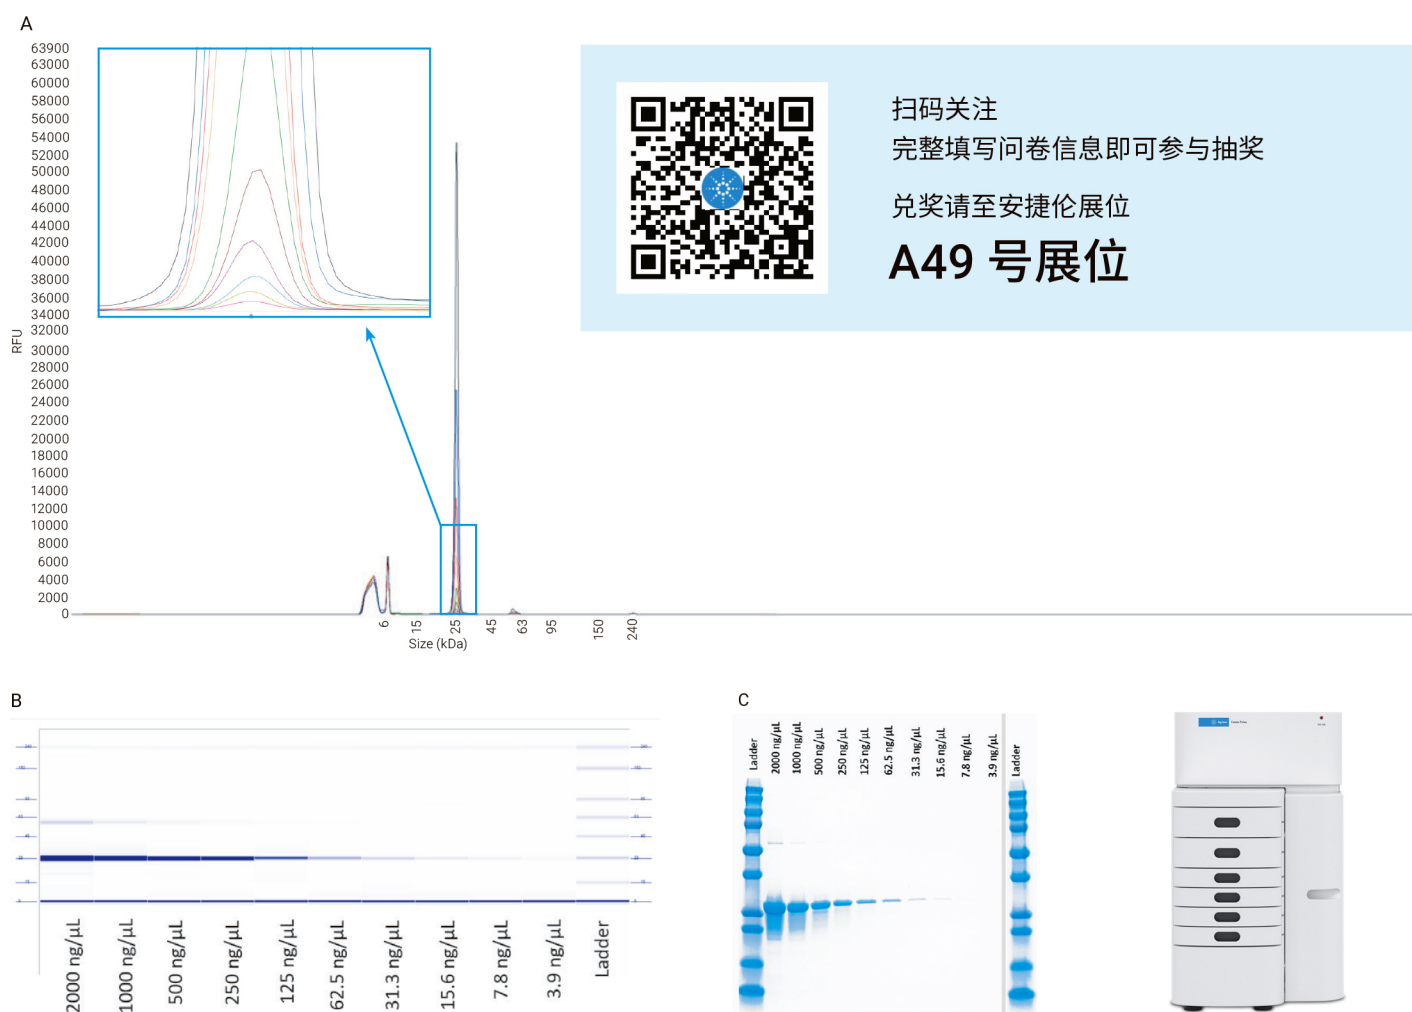 A
63900
63000
60000
58000
56000
54000
52000
50000
48000
46000
44000
42000
40000
38000
36000
34000
32000
30000
28000
26000
24000
22000
20000
18000
16000
14000
12000
10000
8000
6000
4000
2000
0
RFU
6
15
25
45
63
95
150
240
Size (kDa)
扫码关注
完整填写问卷信息即可参与抽奖
兑奖请至安捷伦展位
A49 号展位
B
2000 ng/μL
1000 ng/μL
500 ng/μL
250 ng/μL
125 ng/μL
62.5 ng/μL
31.3 ng/μL
15.6 ng/μL
7.8 ng/μL
3.9 ng/μL
Ladder
C
Ladder
2000 ng/μL
1000 ng/μL
500 ng/μL
250 ng/μL
125 ng/μL
62.5 ng/μL
31.3 ng/μL
15.6 ng/μL
7.8 ng/μL
3.9 ng/μL
Ladder